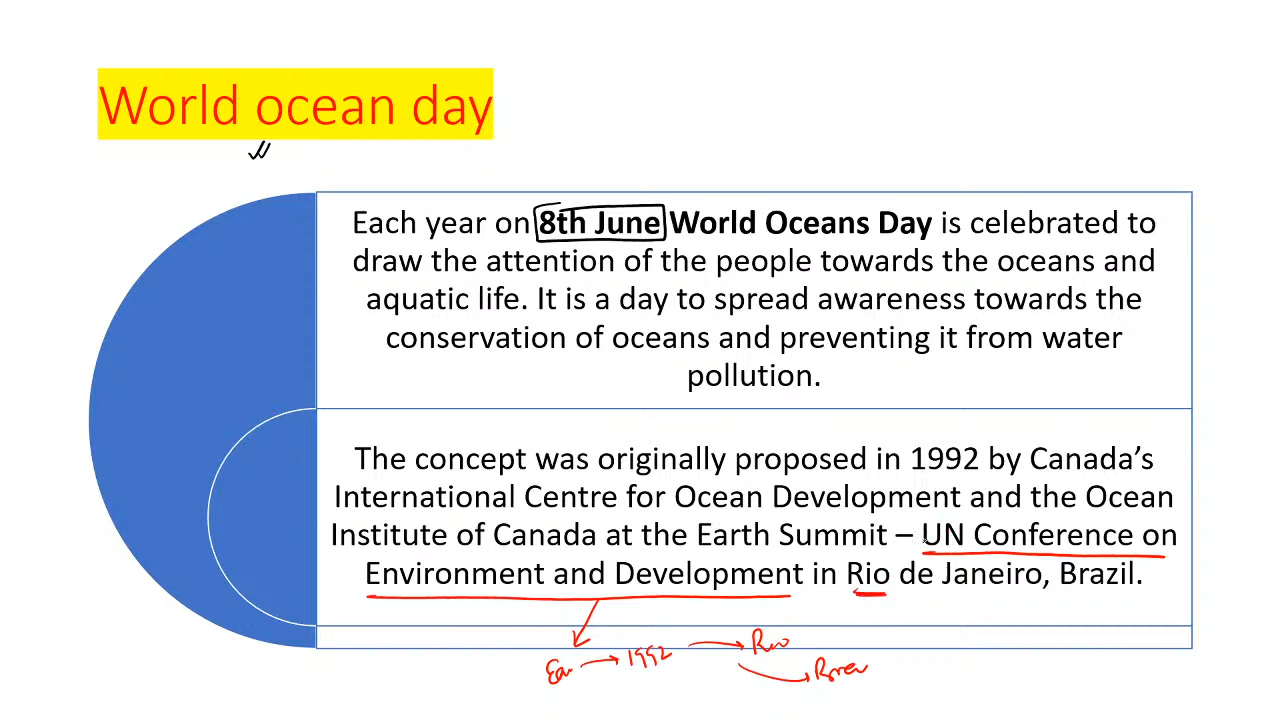 World ocean day
Each year on 8th June World Oceans Day is celebrated to
draw the attention of the people towards the oceans and
aquatic life. It is a day to spread awareness towards the
conservation of oceans and preventing it from water
pollution.
The concept was originally proposed in 1992 by Canada’s
International Centre for Ocean Development and the Ocean
Institute of Canada at the Earth Summit – UN Conference on
Environment and Development in Rio de Janeiro, Brazil.
1992 Rio